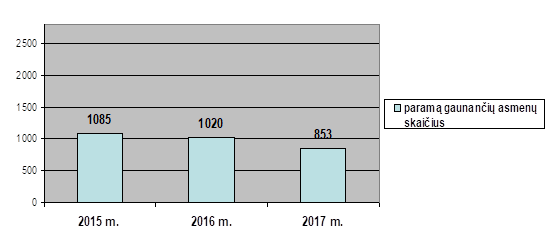 2500
2000
1500
1000
500
0
1085
1020
853
2015 m.
2016 m.
2017 m.
paramą gaunančių asmenų
skaičius